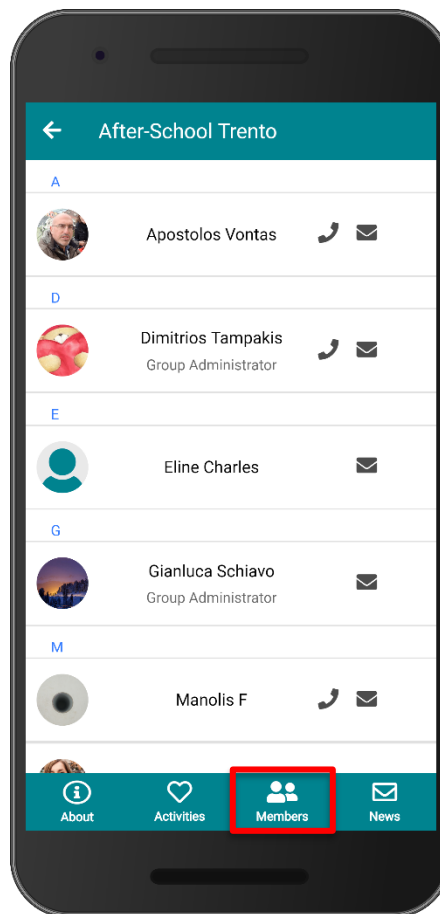 After-School Trento
A
Apostolos Vontas
D
Dimitrios Tampakis
Group Administrator
E
Eline Charles
G
Gianluca Schiavo
Group Administrator
M
Manolis F
About
Activities
Members
News